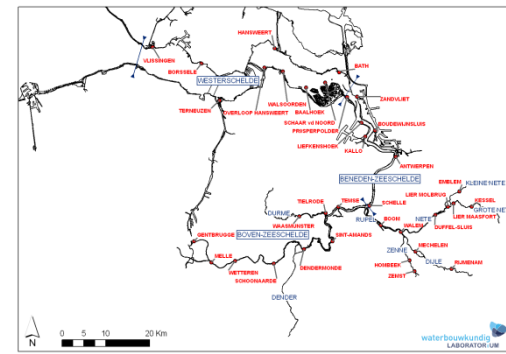 HANSWEERT
VLISSINGEN
BORSSELE
BATH
WESTERSCHELDE
TERNEUZEN
OVERLOOP HANSWEERT
WALSOORDEN
BAALHOEK
ZANDVLIET
SCHAAR vd NOORD
PRISPERPOLDER
BOUDEWIJNSLUIS
LIEFKENSHOEK
KALLO
ANTWERPEN
BENEDEN-ZEESCHELDE
EMBLEM
KLEINE NETE
LIER MOLBRUG
KESSEL
GROTE NETE
TIELRODE
TEMSE
SCHELLE
DURME
RUPEL
BOOM
NETE
LIER MAASFORT
WAASMUNSTER
WALEM
DUFFEL-SLUIS
BOVEN-ZEESCHELDE
GENTBRUGGE
SINT-AMANDS
ZENNE
MECHELEN
MELLE
DENDERMONDE
HOMBEEK
DIJLE
RIJMENAM
WETTEREN
SCHOONAARDE
ZEMST
DENDER
N
0 5 10 20 Km
waterbouwkundig
LABORATORIUM